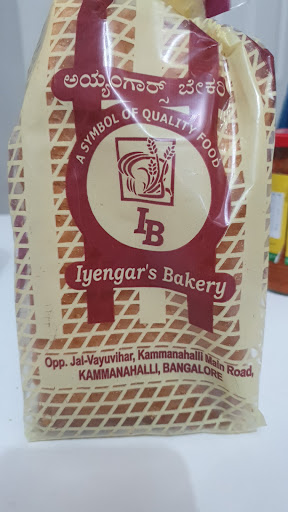 ಅಯ್ಯಂಗಾರ್ಸ್ ಬೇಕರಿ
A SYMBOL OF QUALITY FOOD
IB
Iyengar's Bakery
Opp. Jal-Vayuvihar, Kammanahalli Main Road,
KAMMANAHALLI, BANGALORE